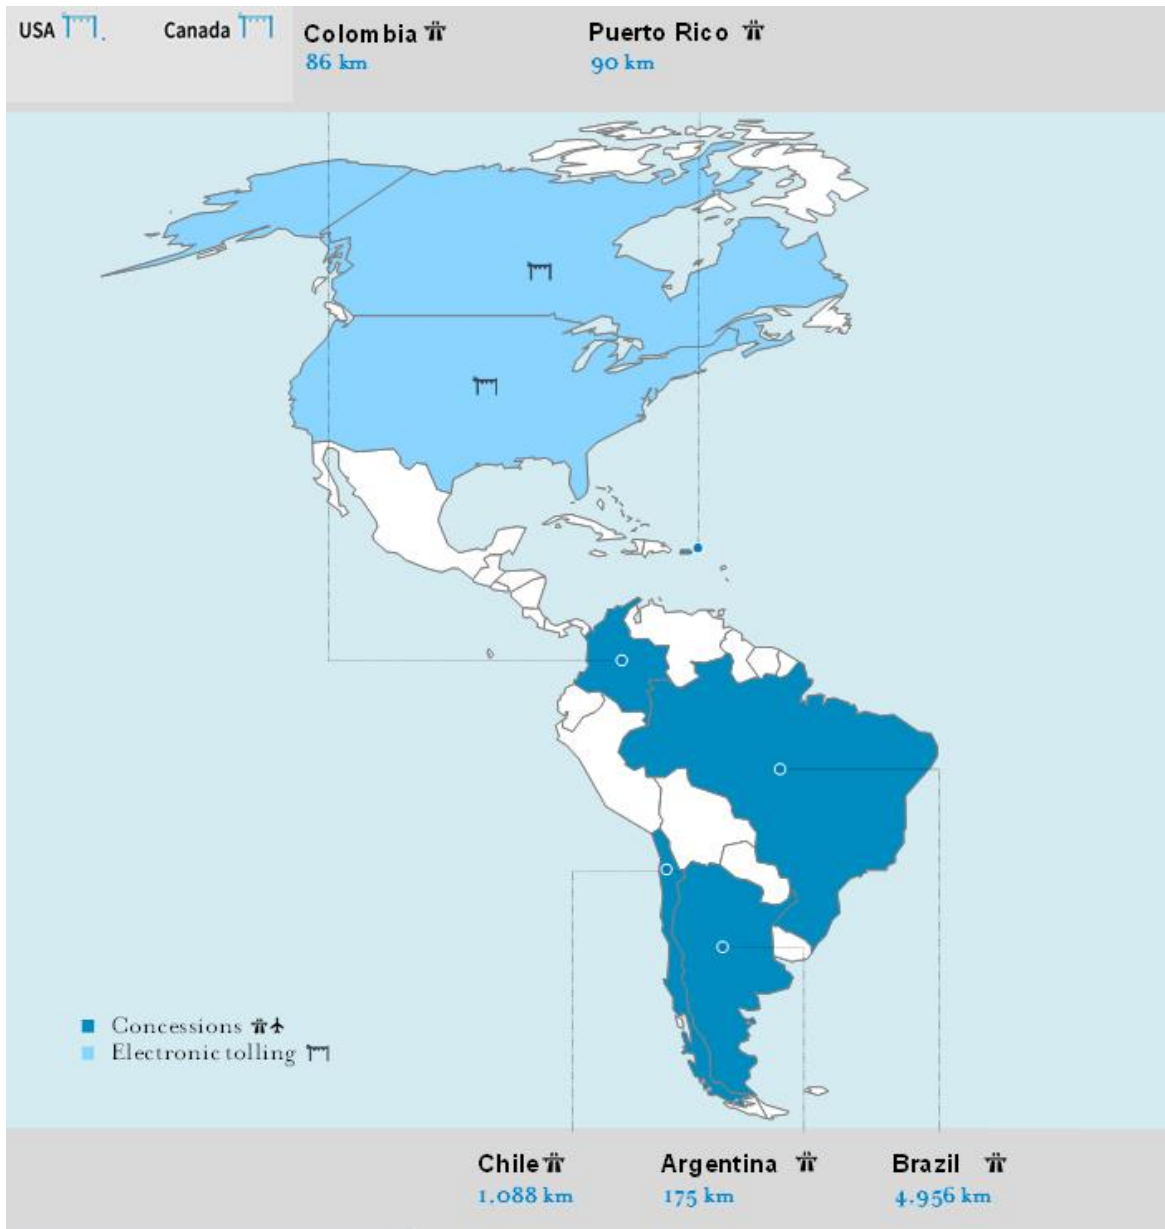 USA
Canada
Colombia
86 km
Puerto Rico
90 km
Concessions
Electronic tolling
Chile
1.088 km
Argentina
175 km
Brazil
4.956 km